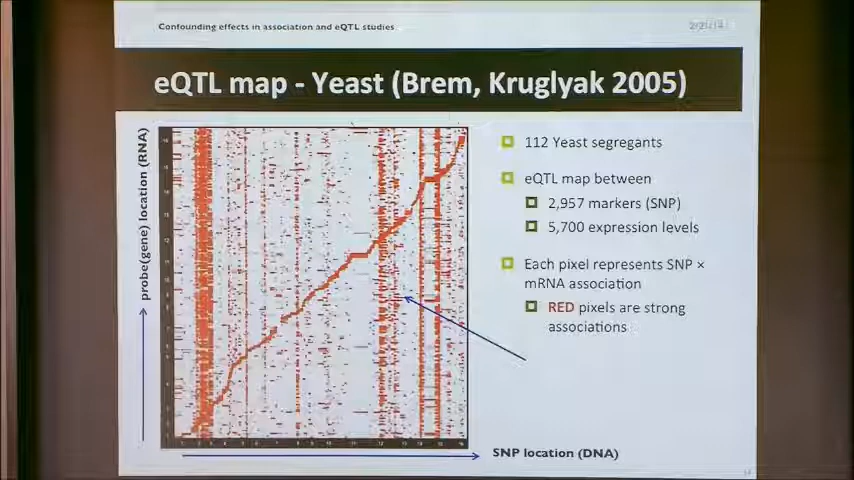 Confounding effects in association and eQTL studies
eQTL map - Yeast (Brem, Kruglyak 2005)
probe(gene) location (RNA)
112 Yeast segregants
eQTL map between
2,957 markers (SNP)
5,700 expression levels
Each pixel represents SNP ×
mRNA association
RED pixels are strong
associations
SNP location (DNA)